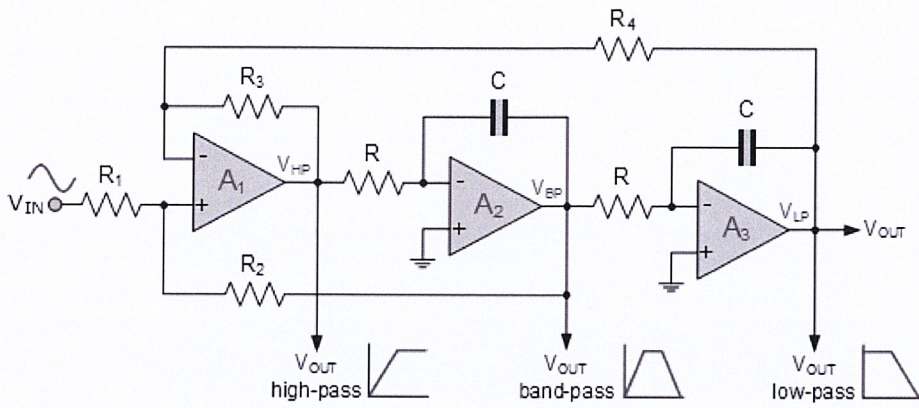 R4
R3
C
C
A1
-
+
VHP
R
A2
-
+
VBP
R
A3
-
+
VLP
VOUT
R1
VIN
R2
VOUT
high-pass
VOUT
band-pass
VOUT
low-pass